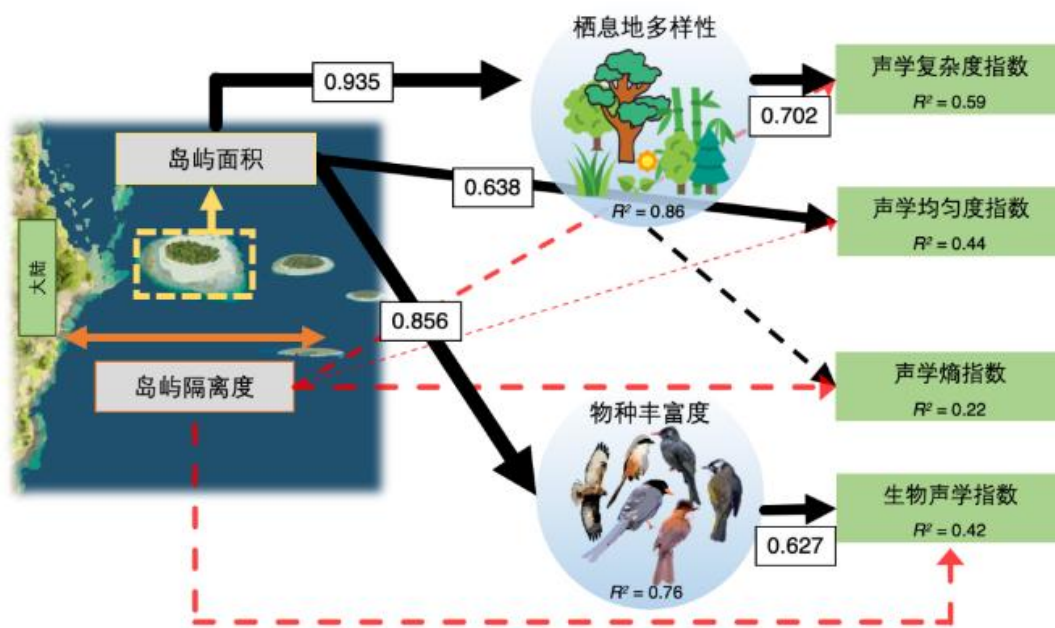 栖息地多样性
R² = 0.86
0.935
0.702
声学复杂度指数
R² = 0.59
岛屿面积
0.638
声学均匀度指数
R² = 0.44
大陆
0.856
岛屿隔离度
声学熵指数
R² = 0.22
物种丰富度
R² = 0.76
0.627
生物声学指数
R² = 0.42